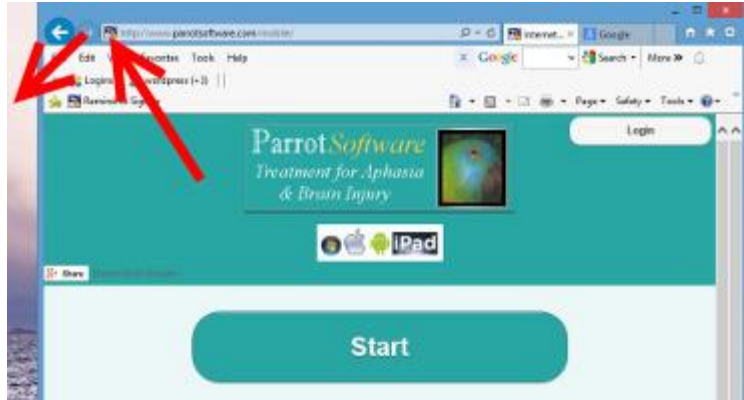 http://www.parrotsoftware.com/mobile/
Internet...
Google
Edit Favorites Tools Help
Google Search More
wordpress (+3)
Page Safety Tools
Login
Parrot Software
Treatment for Aphasia
& Brain Injury
iPad
Share
Start